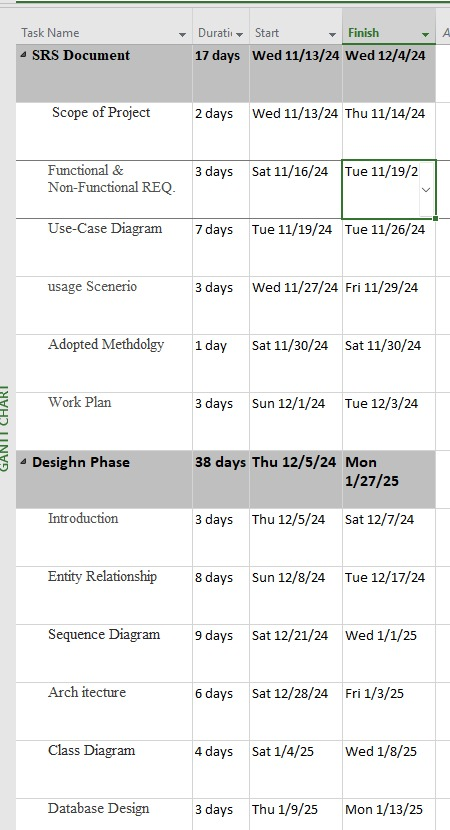 Task Name Duratic Start Finish A
SRS Document 17 days Wed 11/13/24 Wed 12/4/24
Scope of Project 2 days Wed 11/13/24 Thu 11/14/24
Functional & 3 days Sat 11/16/24 Tue 11/19/2
Non-Functional REQ.
Use-Case Diagram 7 days Tue 11/19/24 Tue 11/26/24
usage Scenerio 3 days Wed 11/27/24 Fri 11/29/24
Adopted Methdolgy 1 day Sat 11/30/24 Sat 11/30/24
Work Plan 3 days Sun 12/1/24 Tue 12/3/24
GANTT CHART
Desighn Phase 38 days Thu 12/5/24 Mon
1/27/25
Introduction 3 days Thu 12/5/24 Sat 12/7/24
Entity Relationship 8 days Sun 12/8/24 Tue 12/17/24
Sequence Diagram 9 days Sat 12/21/24 Wed 1/1/25
Arch itecture 6 days Sat 12/28/24 Fri 1/3/25
Class Diagram 4 days Sat 1/4/25 Wed 1/8/25
Database Design 3 days Thu 1/9/25 Mon 1/13/25